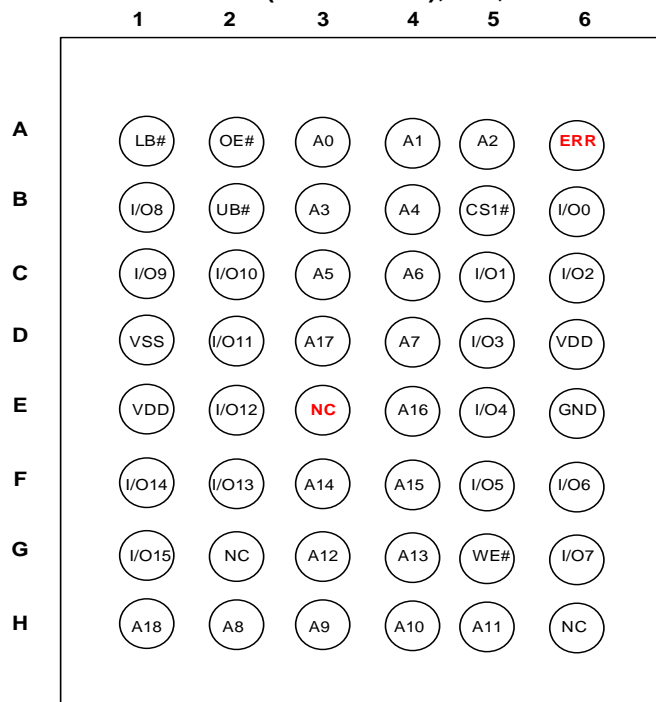 1 2 3 4 5 6
A LB# OE# A0 A1 A2 ERR
B I/O8 UB# A3 A4 CS1# I/O0
C I/O9 I/O10 A5 A6 I/O1 I/O2
D VSS I/O11 A17 A7 I/O3 VDD
E VDD I/O12 NC A16 I/O4 GND
F I/O14 I/O13 A14 A15 I/O5 I/O6
G I/O15 NC A12 A13 WE# I/O7
H A18 A8 A9 A10 A11 NC